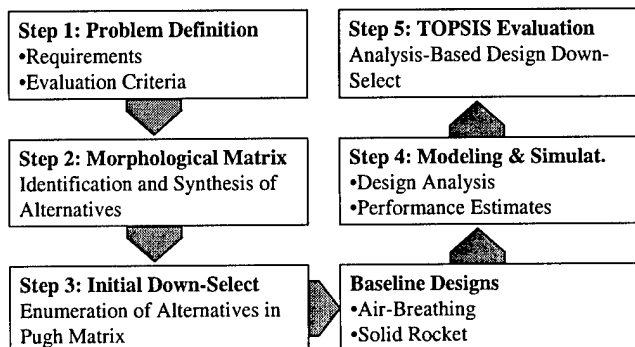 Step 1: Problem Definition
•Requirements
•Evaluation Criteria
Step 2: Morphological Matrix
Identification and Synthesis of
Alternatives
Step 3: Initial Down-Select
Enumeration of Alternatives in
Pugh Matrix
Baseline Designs
•Air-Breathing
•Solid Rocket
Step 4: Modeling & Simulat.
•Design Analysis
•Performance Estimates
Step 5: TOPSIS Evaluation
Analysis-Based Design Down-
Select